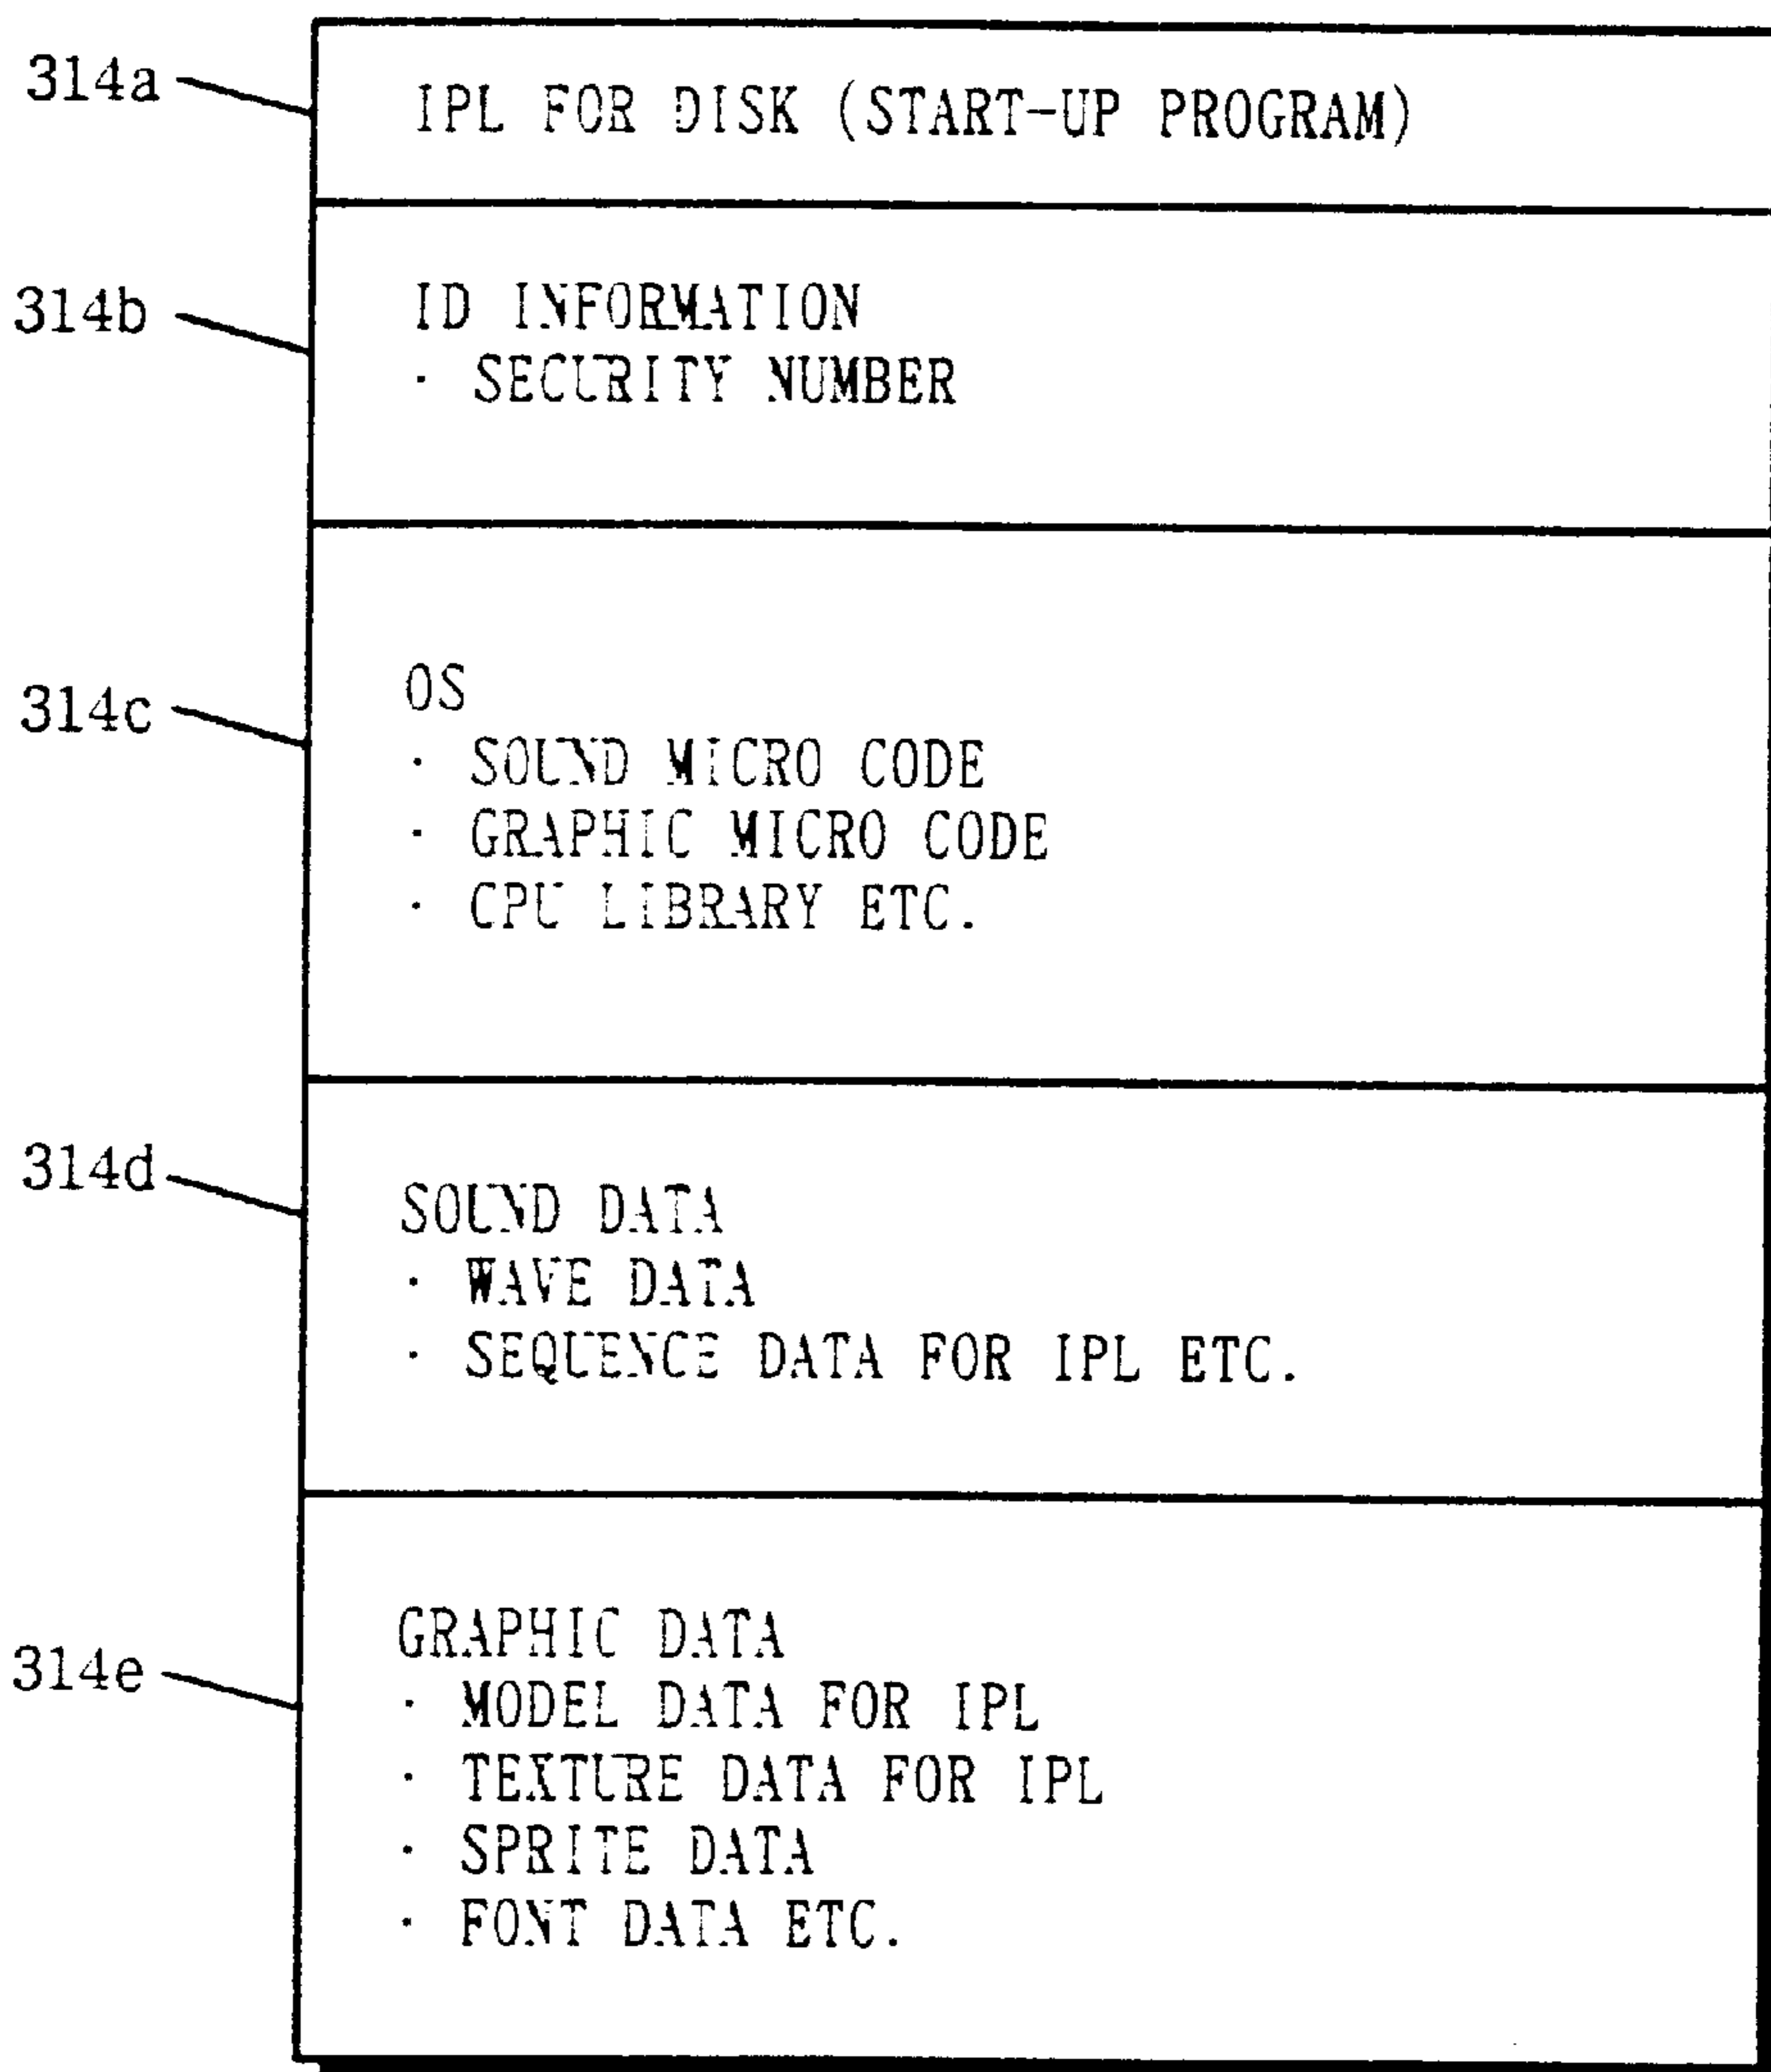 314a
IPL FOR DISK (START-UP PROGRAM)
314b
ID INFORMATION
· SECURITY NUMBER
314c
OS
· SOUND MICRO CODE
· GRAPHIC MICRO CODE
· CPU LIBRARY ETC.
314d
SOUND DATA
· WAVE DATA
· SEQUENCE DATA FOR IPL ETC.
314e
GRAPHIC DATA
· MODEL DATA FOR IPL
· TEXTURE DATA FOR IPL
· SPRITE DATA
· FONT DATA ETC.